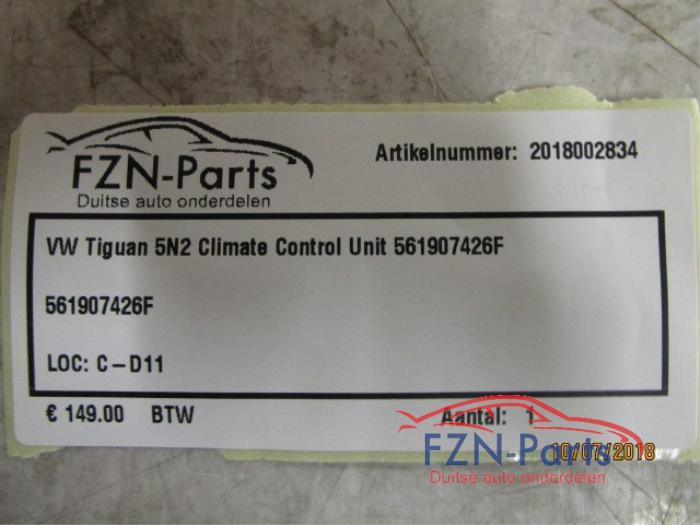 FZN-Parts
Duitse auto onderdelen
Artikelnummer: 2018002834
VW Tiguan 5N2 Climate Control Unit 561907426F
561907426F
LOC: C-D11
€ 149.00 BTW
Aantal: 1
10/07/2018
FZN-Parts
Duitse auto onderdelen